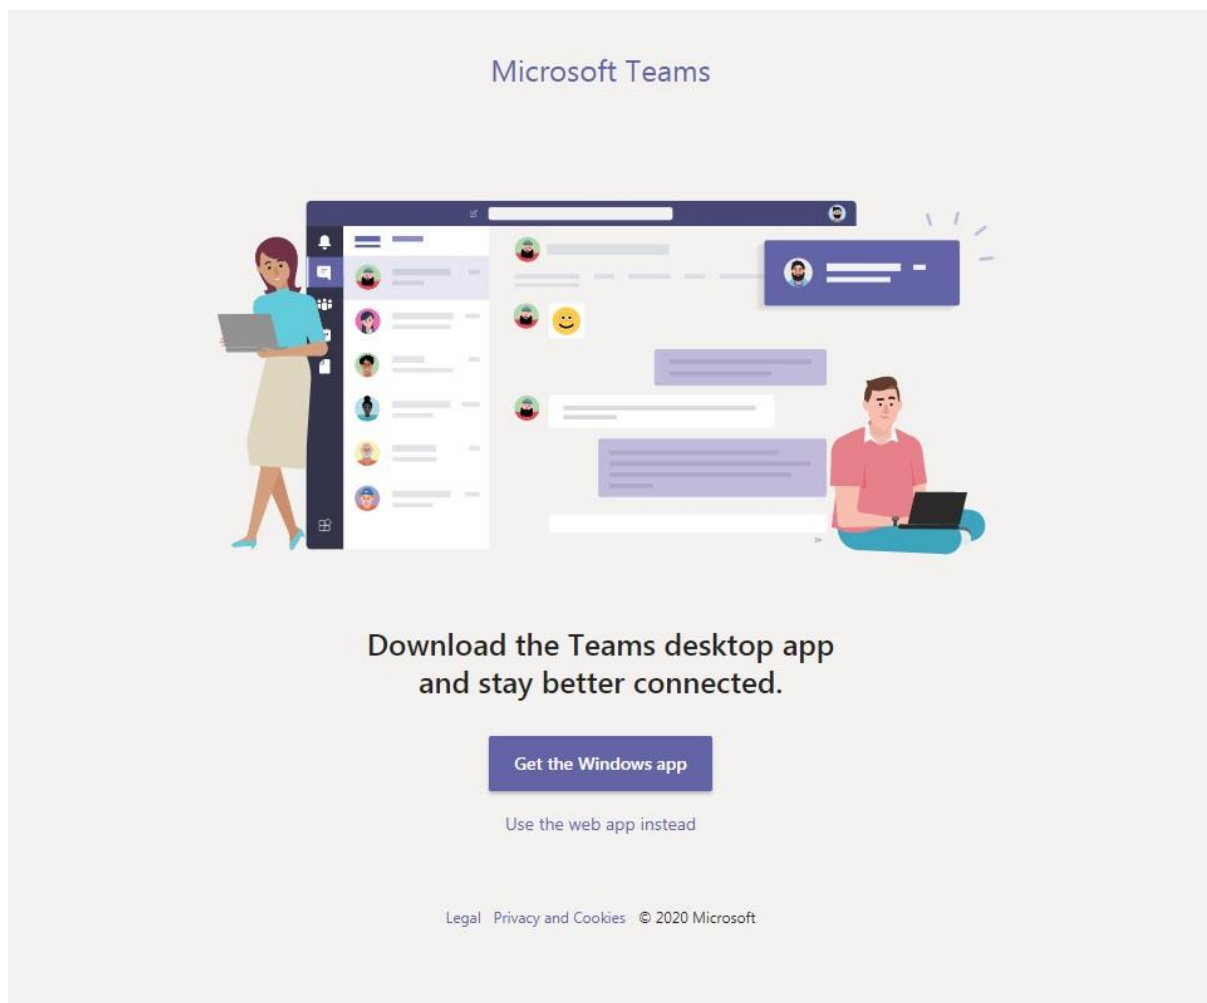 Microsoft Teams
Download the Teams desktop app
and stay better connected.
Get the Windows app
Use the web app instead
Legal Privacy and Cookies © 2020 Microsoft